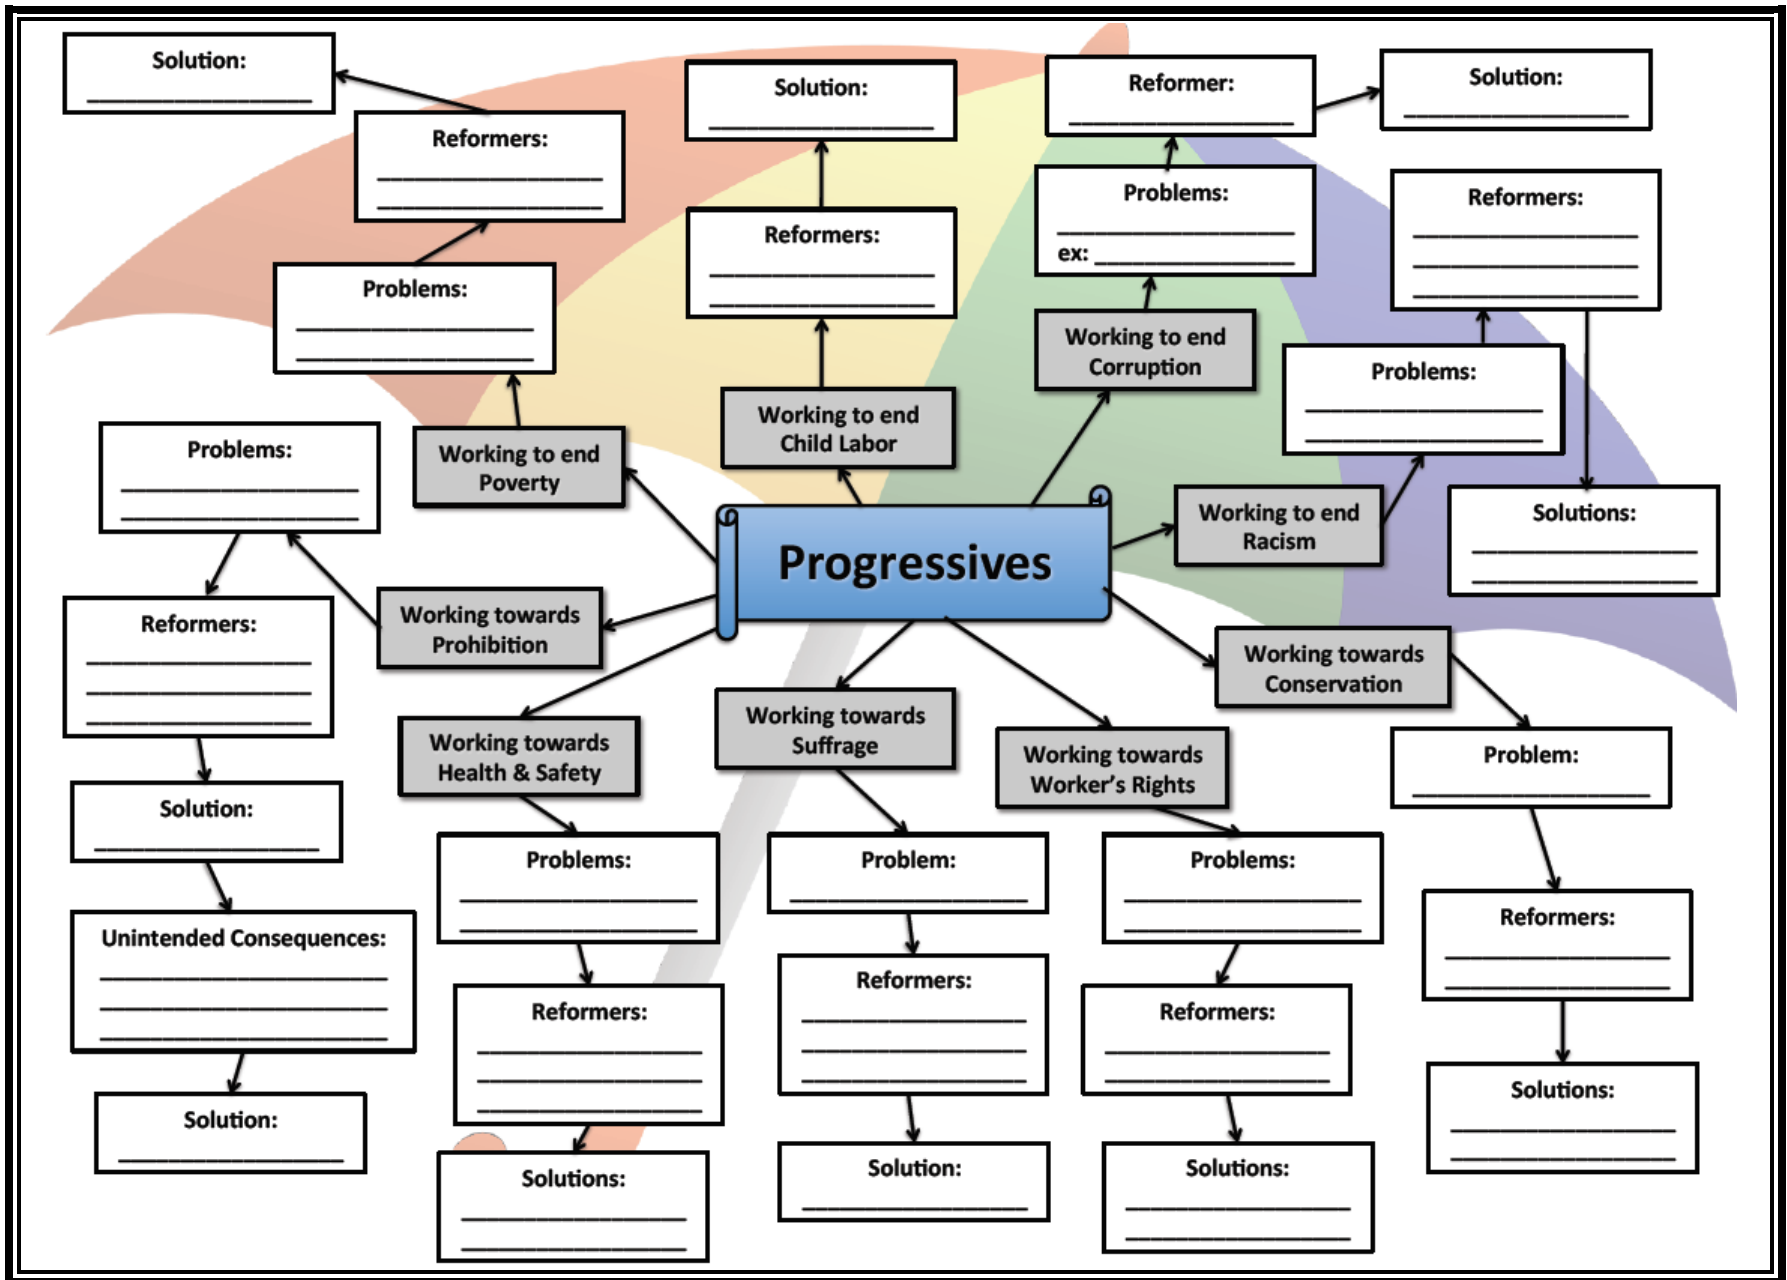 Solution:
Reformers:
Problems:
Working to end
Poverty
Solution:
Reformers:
Working to end
Child Labor
Reformer:
Solution:
Problems:
ex:
Working to end
Corruption
Reformers:
Problems:
Working to end
Racism
Solutions:
Progressives
Problems:
Working towards
Prohibition
Reformers:
Solution:
Unintended Consequences:
Solution:
Working towards
Health & Safety
Problems:
Reformers:
Solutions:
Working towards
Suffrage
Problem:
Reformers:
Solution:
Working towards
Worker’s Rights
Problems:
Reformers:
Solutions:
Working towards
Conservation
Problem:
Reformers:
Solutions: